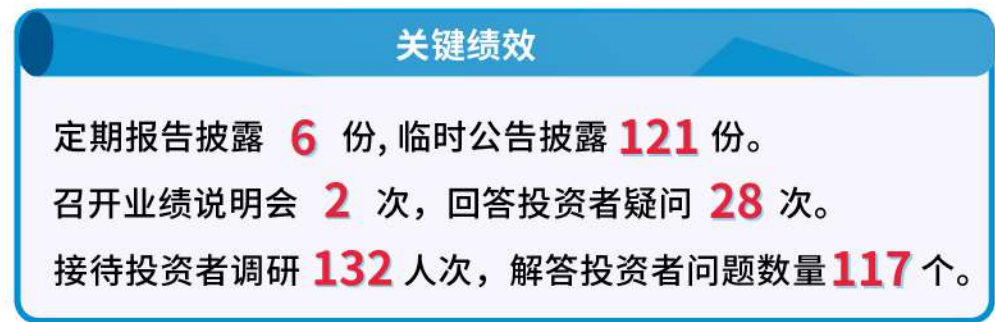 关键绩效
定期报告披露 6 份, 临时公告披露 121 份。
召开业绩说明会 2 次，回答投资者疑问 28 次。
接待投资者调研 132 人次，解答投资者问题数量 117 个。